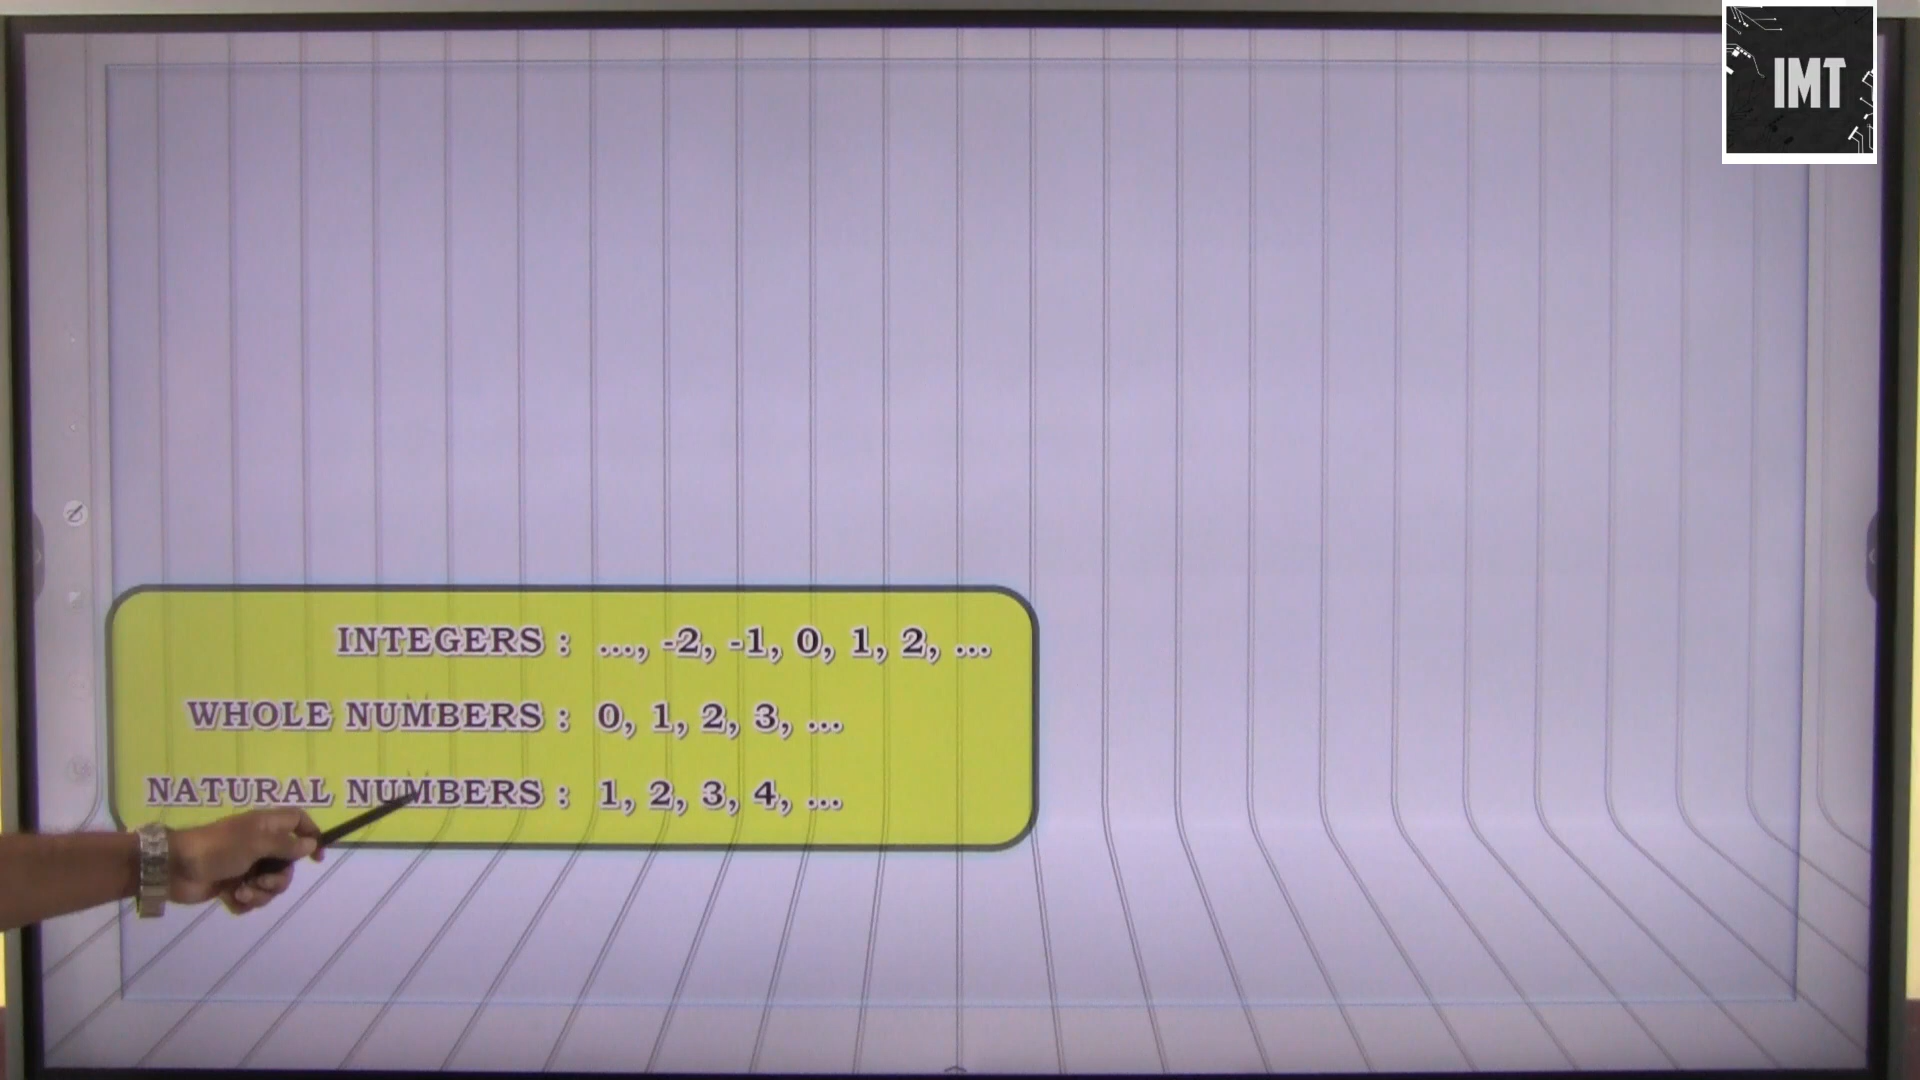 IMT
INTEGERS : ..., -2, -1, 0, 1, 2, ...
WHOLE NUMBERS : 0, 1, 2, 3, ...
NATURAL NUMBERS : 1, 2, 3, 4, ...